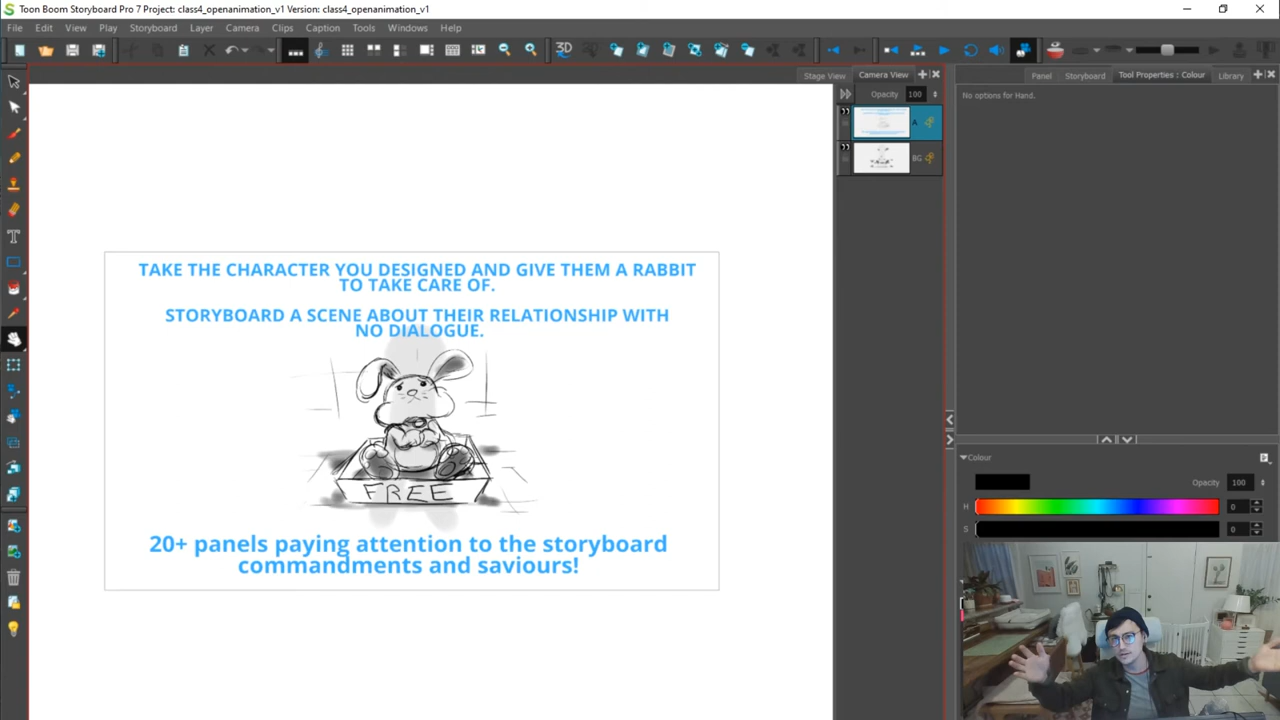 Toon Boom Storyboard Pro 7 Project: class4_openanimation_v1 Version: class4_openanimation_v1
File Edit View Play Storyboard Layer Camera Clips Caption Tools Windows Help
3D
Stage View Camera View
Panel Storyboard Tool Properties : Colour Library
Opacity 100
No options for Hand.
A
BG
TAKE THE CHARACTER YOU DESIGNED AND GIVE THEM A RABBIT
TO TAKE CARE OF.
STORYBOARD A SCENE ABOUT THEIR RELATIONSHIP WITH
NO DIALOGUE.
FREE
20+ panels paying attention to the storyboard
commandments and saviours!
Colour
Opacity 100
H 0
S 0